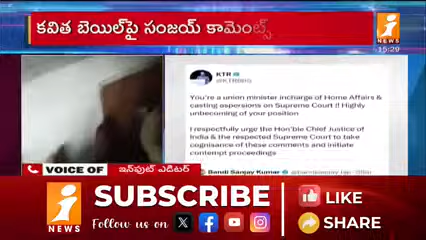 కవిత బెయిల్‌పై సంజయ్ కామెంట్స్
i
NEWS
15:29
KTR
@KTRBRS
You're a union minister incharge of Home Affairs &
casting aspersions on Supreme Court !! Highly
unbecoming of your position
I respectfully urge the Hon'ble Chief Justice of
India & the respected Supreme Court to take
cognisance of these comments and initiate
contempt proceedings
Bandi Sanjay Kumar
VOICE OF
ఇన్‌పుట్ ఎడిటర్
i
NEWS
SUBSCRIBE
Follow us on
LIKE
SHARE